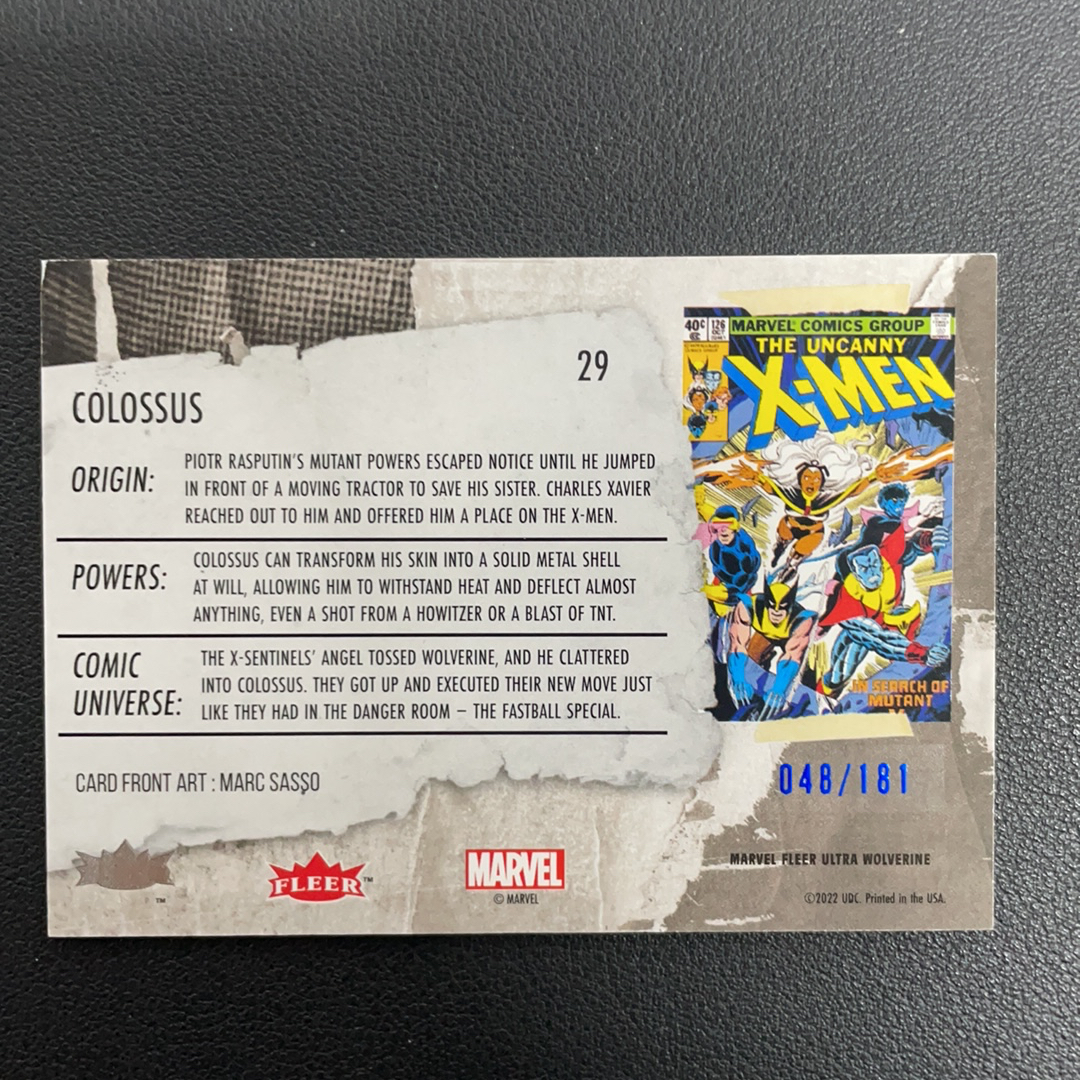 29
COLOSSUS
ORIGIN:
PIOTR RASPUTIN'S MUTANT POWERS ESCAPED NOTICE UNTIL HE JUMPED
IN FRONT OF A MOVING TRACTOR TO SAVE HIS SISTER. CHARLES XAVIER
REACHED OUT TO HIM AND OFFERED HIM A PLACE ON THE X-MEN.
POWERS:
COLOSSUS CAN TRANSFORM HIS SKIN INTO A SOLID METAL SHELL
AT WILL, ALLOWING HIM TO WITHSTAND HEAT AND DEFLECT ALMOST
ANYTHING, EVEN A SHOT FROM A HOWITZER OR A BLAST OF TNT.
COMIC
UNIVERSE:
THE X-SENTINELS' ANGEL TOSSED WOLVERINE, AND HE CLATTERED
INTO COLOSSUS. THEY GOT UP AND EXECUTED THEIR NEW MOVE JUST
LIKE THEY HAD IN THE DANGER ROOM – THE FASTBALL SPECIAL.
CARD FRONT ART : MARC SASSO
™
FLEER™
MARVEL
© MARVEL
40¢
126
OCT
MARVEL COMICS GROUP
THE UNCANNY
X-MEN
IN SEARCH OF
MUTANT
048/181
MARVEL FLEER ULTRA WOLVERINE
©2022 UDC. Printed in the USA.